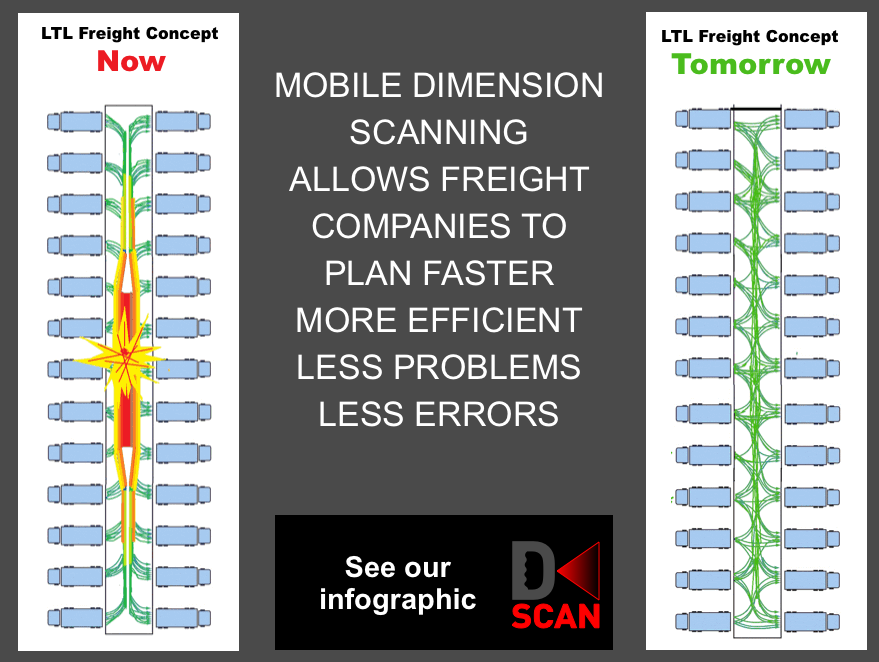 LTL Freight Concept
Now
MOBILE DIMENSION
SCANNING
ALLOWS FREIGHT
COMPANIES TO
PLAN FASTER
MORE EFFICIENT
LESS PROBLEMS
LESS ERRORS
See our
infographic
D
SCAN
LTL Freight Concept
Tomorrow